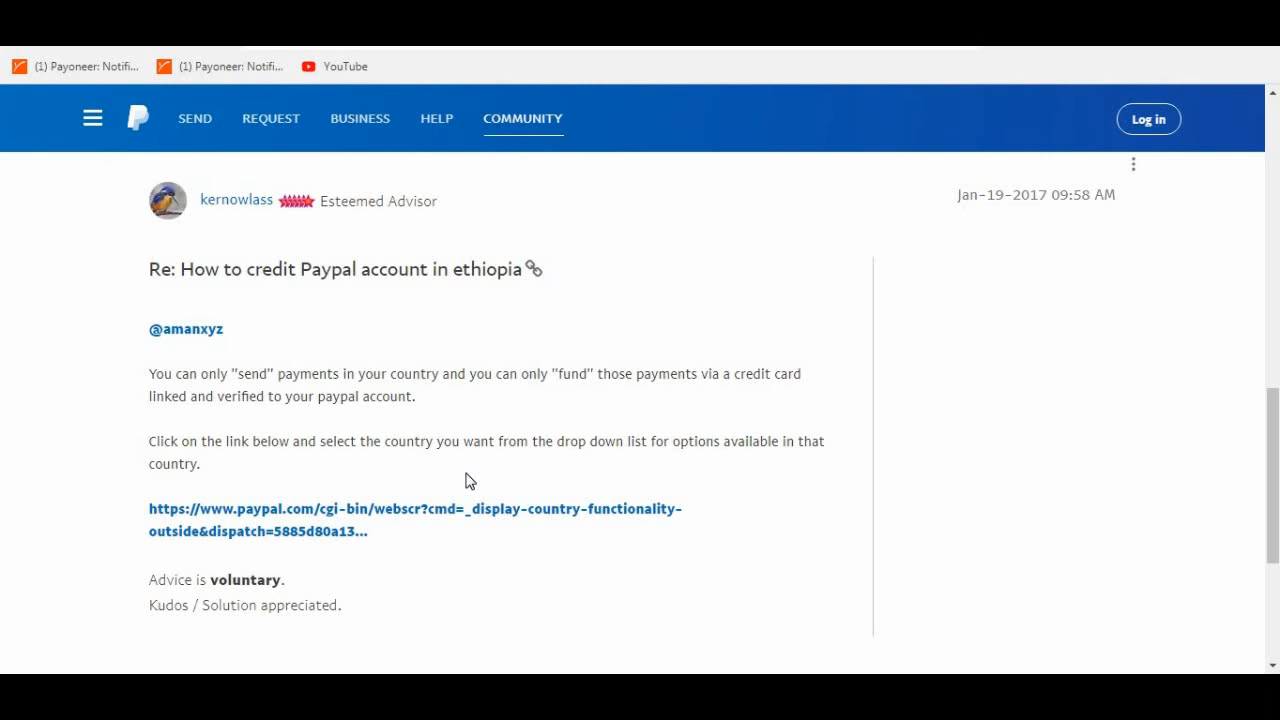 (1) Payoneer: Notifi... (1) Payoneer: Notifi... YouTube
SEND REQUEST BUSINESS HELP COMMUNITY Log in
kernowlass Esteemed Advisor Jan-19-2017 09:58 AM
Re: How to credit Paypal account in ethiopia
@amanxyz
You can only "send" payments in your country and you can only "fund" those payments via a credit card
linked and verified to your paypal account.
Click on the link below and select the country you want from the drop down list for options available in that
country.
https://www.paypal.com/cgi-bin/webscr?cmd=_display-country-functionality-
outside&dispatch=5885d80a13...
Advice is voluntary.
Kudos / Solution appreciated.